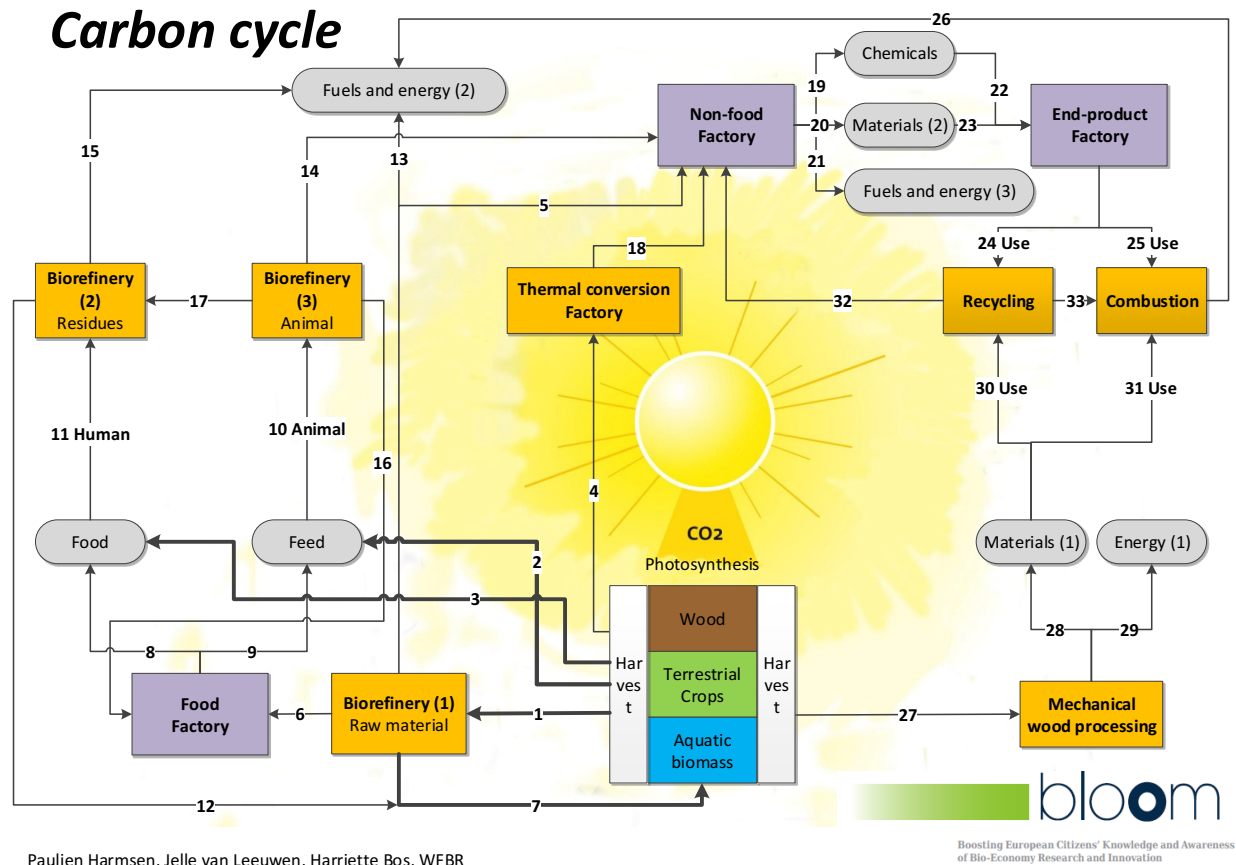 Carbon cycle
26
Fuels and energy (2)
Chemicals
19
22
Non-food
Factory
20
Materials (2)
23
End-product
Factory
15
14
13
21
Fuels and energy (3)
5
18
24 Use
25 Use
Biorefinery
(2)
Residues
17
Biorefinery
(3)
Animal
Thermal conversion
Factory
32
Recycling
33
Combustion
30 Use
31 Use
11 Human
10 Animal
16
4
CO2
Photosynthesis
Food
Feed
2
Materials (1)
Energy (1)
3
Wood
28
29
8
9
Har
ves
t
Terrestrial
Crops
Har
ves
t
Food
Factory
6
Biorefinery (1)
Raw material
1
27
Mechanical
wood processing
Aquatic
biomass
12
7
bloom
Boosting European Citizens' Knowledge and Awareness
of Bio-Economy Research and Innovation
Paulien Harmsen, Jelle van Leeuwen, Harriette Bos, WFBR